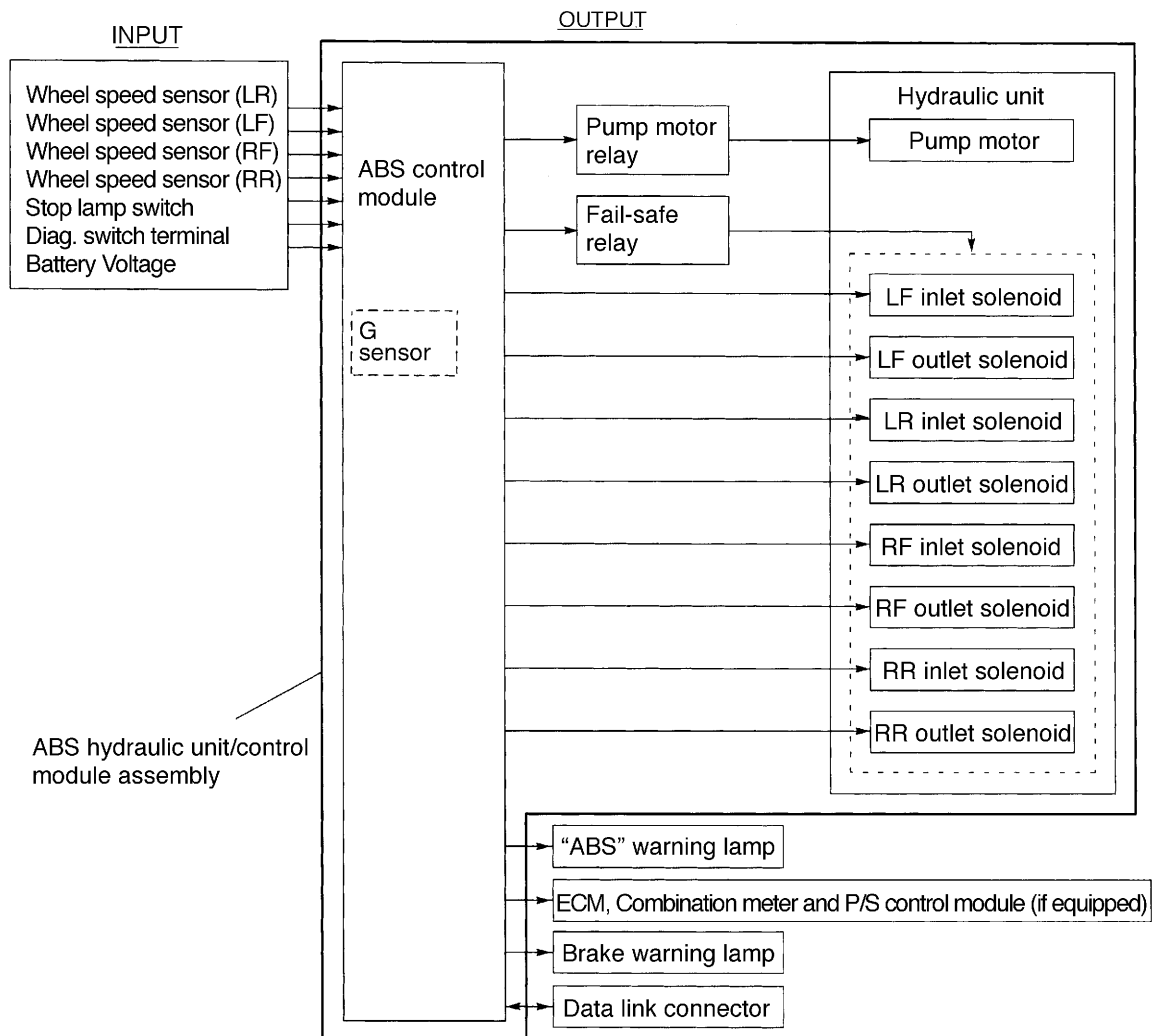 INPUT
OUTPUT
Wheel speed sensor (LR)
Wheel speed sensor (LF)
Wheel speed sensor (RF)
Wheel speed sensor (RR)
Stop lamp switch
Diag. switch terminal
Battery Voltage
ABS control
module
G
sensor
Pump motor
relay
Fail-safe
relay
Hydraulic unit
Pump motor
LF inlet solenoid
LF outlet solenoid
LR inlet solenoid
LR outlet solenoid
RF inlet solenoid
RF outlet solenoid
RR inlet solenoid
RR outlet solenoid
ABS hydraulic unit/control
module assembly
“ABS” warning lamp
ECM, Combination meter and P/S control module (if equipped)
Brake warning lamp
Data link connector